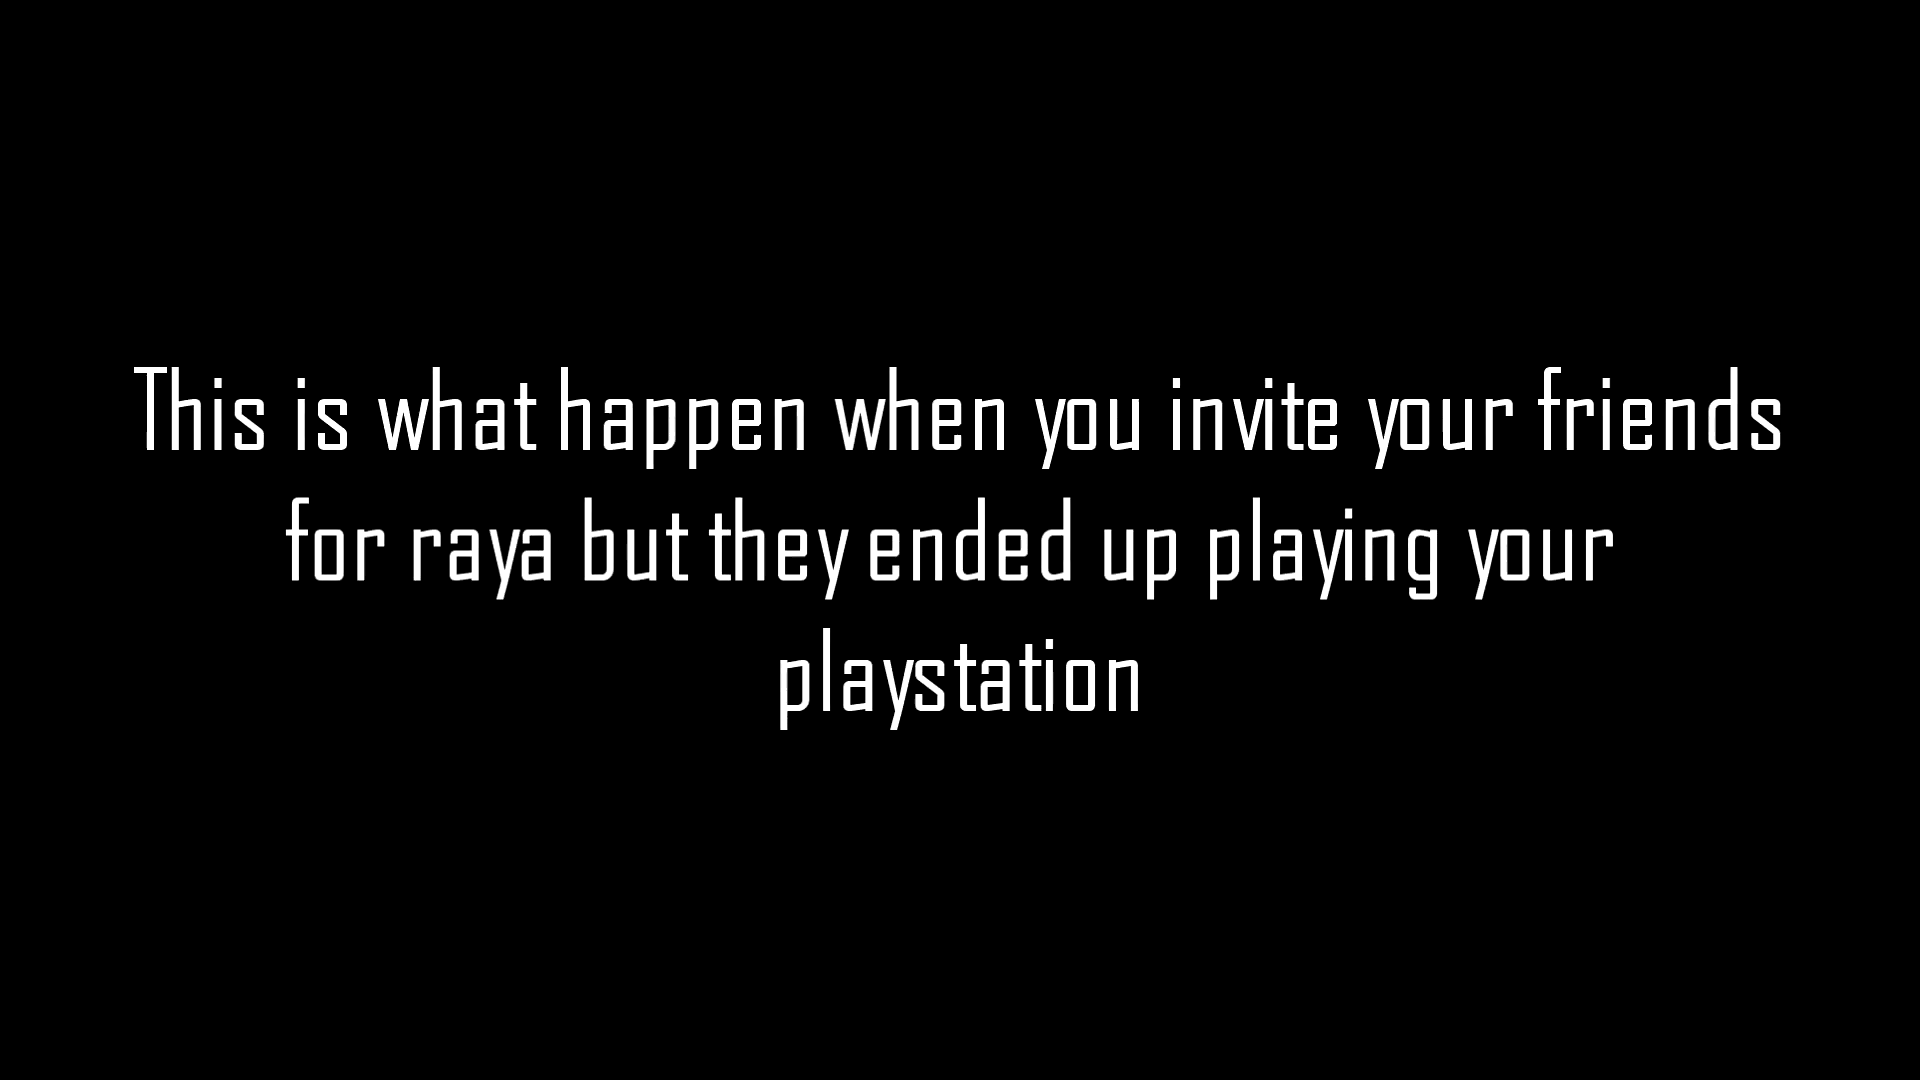 This is what happen when you invite your friends
for raya but they ended up playing your
playstation